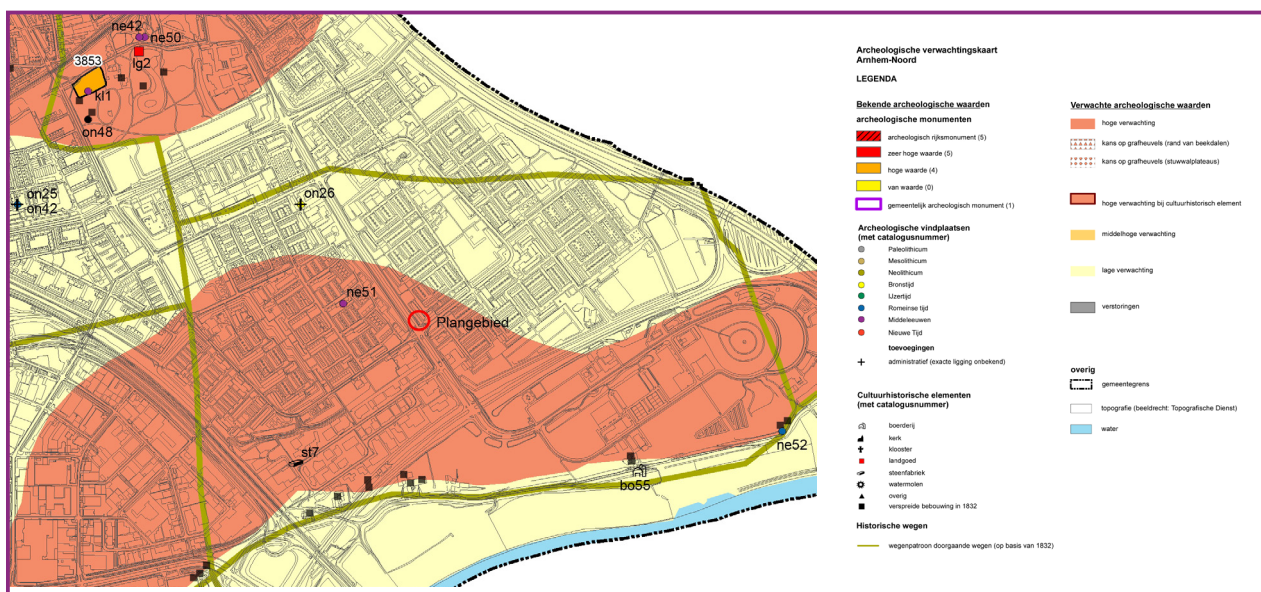 ne42
ne50
3853
lg2
kl1
on48
on25
on42
on26
ne51
Plangebied
st7
ne52
bo55
Archeologische verwachtingskaart
Arnhem-Noord
LEGENDA
Bekende archeologische waarden
archeologische monumenten
archeologisch rijksmonument (5)
zeer hoge waarde (5)
hoge waarde (4)
van waarde (0)
gemeentelijk archeologisch monument (1)
Archeologische vindplaatsen
(met catalogusnummer)
Paleolithicum
Mesolithicum
Neolithicum
Bronstijd
IJzertijd
Romeinse tijd
Middeleeuwen
Nieuwe Tijd
toevoegingen
administratief (exacte ligging onbekend)
Cultuurhistorische elementen
(met catalogusnummer)
boerderij
kerk
klooster
landgoed
steenfabriek
watermolen
overig
verspreide bebouwing in 1832
Historische wegen
wegenpatroon doorgaande wegen (op basis van 1832)
Verwachte archeologische waarden
hoge verwachting
kans op grafheuvels (rand van beekdalen)
kans op grafheuvels (stuwwalplateaus)
hoge verwachting bij cultuurhistorisch element
middelhoge verwachting
lage verwachting
verstoringen
overig
gemeentegrens
topografie (beeldrecht: Topografische Dienst)
water